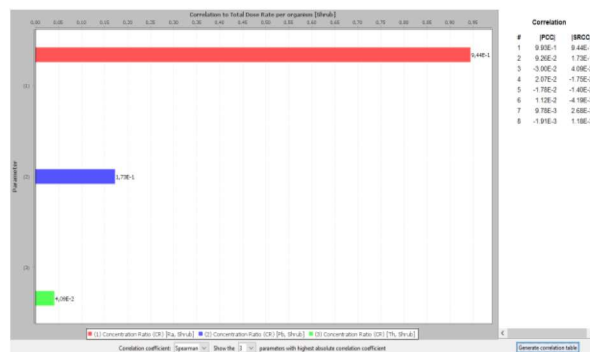 Correlation to Total Dose Rate per organism [Shrub]
0.00 0.05 0.10 0.15 0.20 0.25 0.30 0.35 0.40 0.45 0.50 0.55 0.60 0.65 0.70 0.75 0.80 0.85 0.90 0.95
9,44E-1
(1)
Parameter
(2)
1,73E-1
(3)
4,09E-2
(1) Concentration Ratio (CR) [Ra, Shrub] (2) Concentration Ratio (CR) [Pb, Shrub] (3) Concentration Ratio (CR) [Th, Shrub]
Correlation coefficient: Spearman Show the 3 parameters with highest absolute correlation coefficient
Correlation
# |PCC| |SRCC|
1 9.93E-1 9.44E-
2 9.26E-2 1.73E-
3 -3.00E-2 4.09E-
4 2.07E-2 -1.75E-
5 -1.78E-2 -1.40E-
6 1.12E-2 -4.19E-
7 9.78E-3 2.68E-
8 -1.91E-3 1.18E-
Generate correlation table